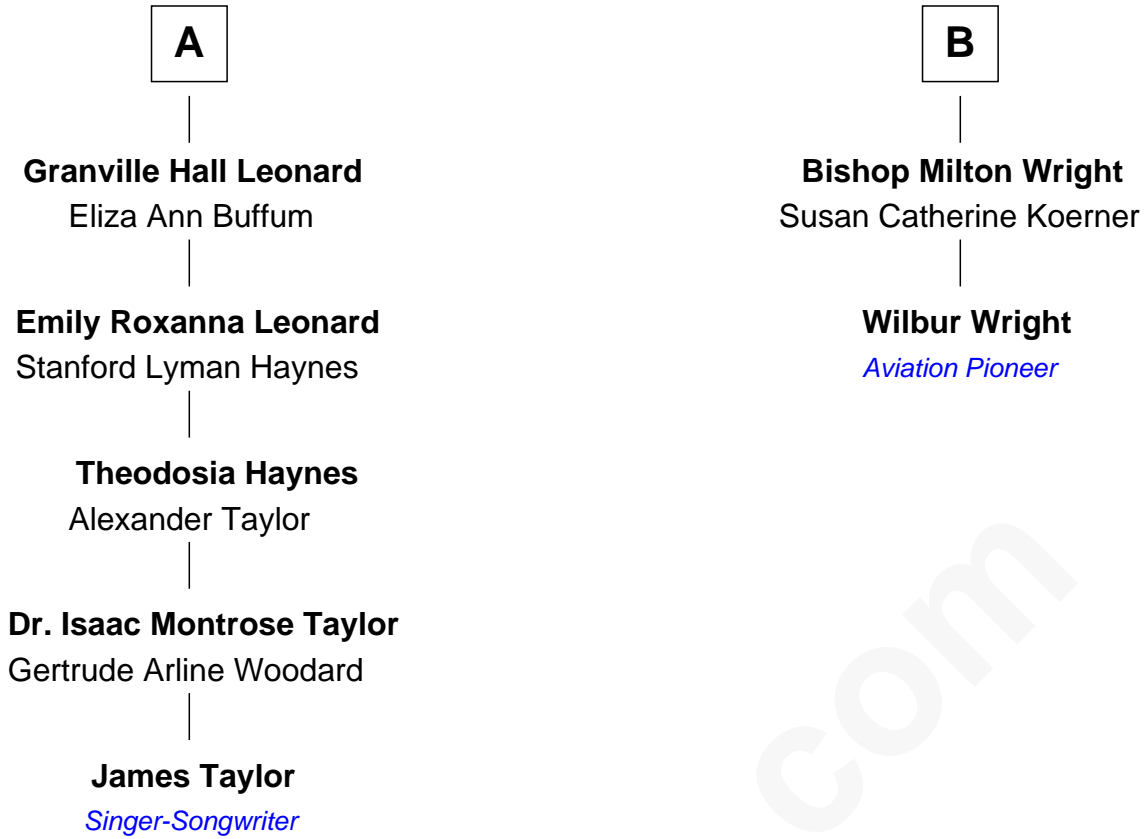 A
Granville Hall Leonard
Eliza Ann Buffum
Emily Roxanna Leonard
Stanford Lyman Haynes
Theodosia Haynes
Alexander Taylor
Dr. Isaac Montrose Taylor
Gertrude Arline Woodard
James Taylor
Singer-Songwriter
B
Bishop Milton Wright
Susan Catherine Koerner
Wilbur Wright
Aviation Pioneer
com